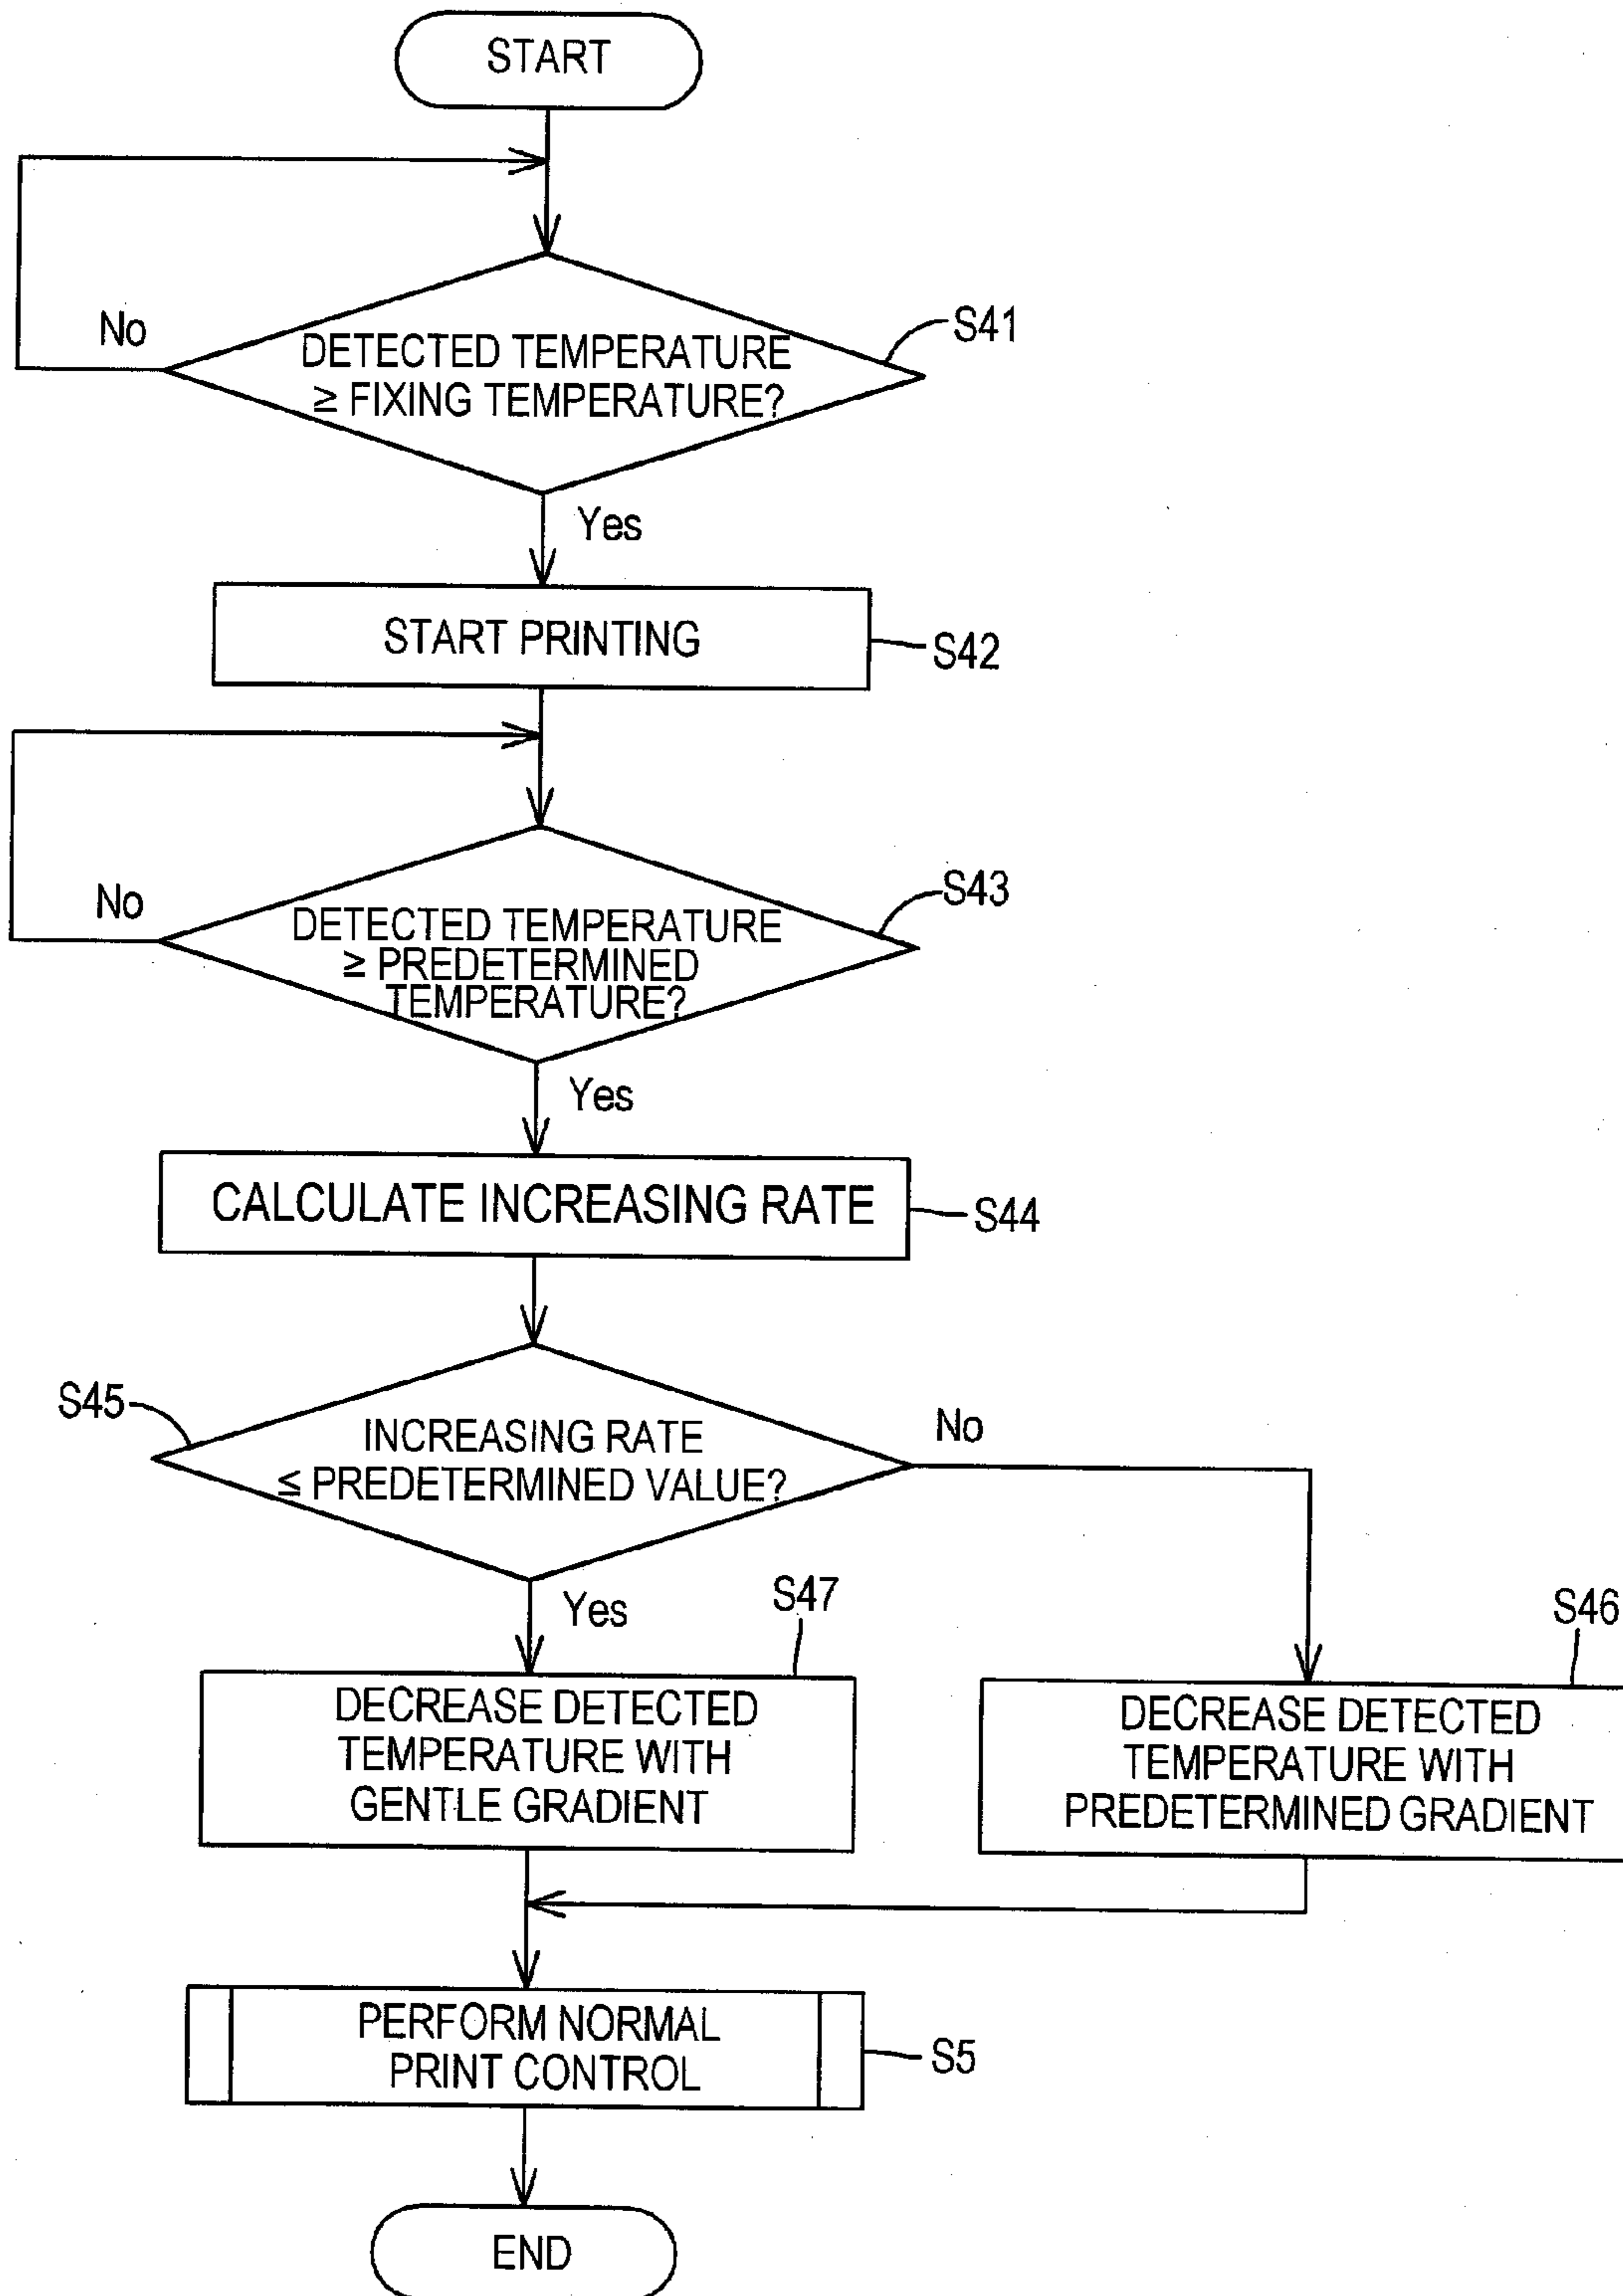 START
No
DETECTED TEMPERATURE
≥ FIXING TEMPERATURE?
S41
Yes
START PRINTING
S42
No
DETECTED TEMPERATURE
≥ PREDETERMINED
TEMPERATURE?
S43
Yes
CALCULATE INCREASING RATE
S44
S45
INCREASING RATE
≤ PREDETERMINED VALUE?
No
Yes
S47
S46
DECREASE DETECTED
TEMPERATURE WITH
GENTLE GRADIENT
DECREASE DETECTED
TEMPERATURE WITH
PREDETERMINED GRADIENT
PERFORM NORMAL
PRINT CONTROL
S5
END